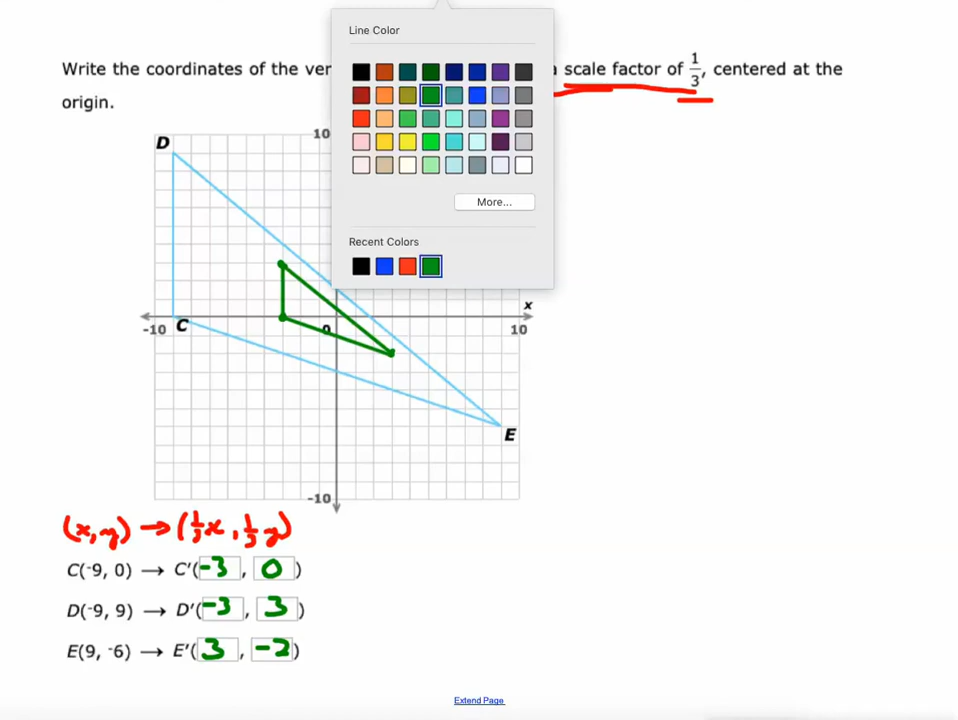 Line Color
Write the coordinates of the ver a scale factor of 1/3, centered at the
origin.
More...
Recent Colors
D
10
x
-10
C
0
10
E
-10
(x,y) → (1/3x, 1/3y)
C(-9, 0) → C'(-3, 0)
D(-9, 9) → D'(-3, 3)
E(9, -6) → E'(3, -2)
Extend Page